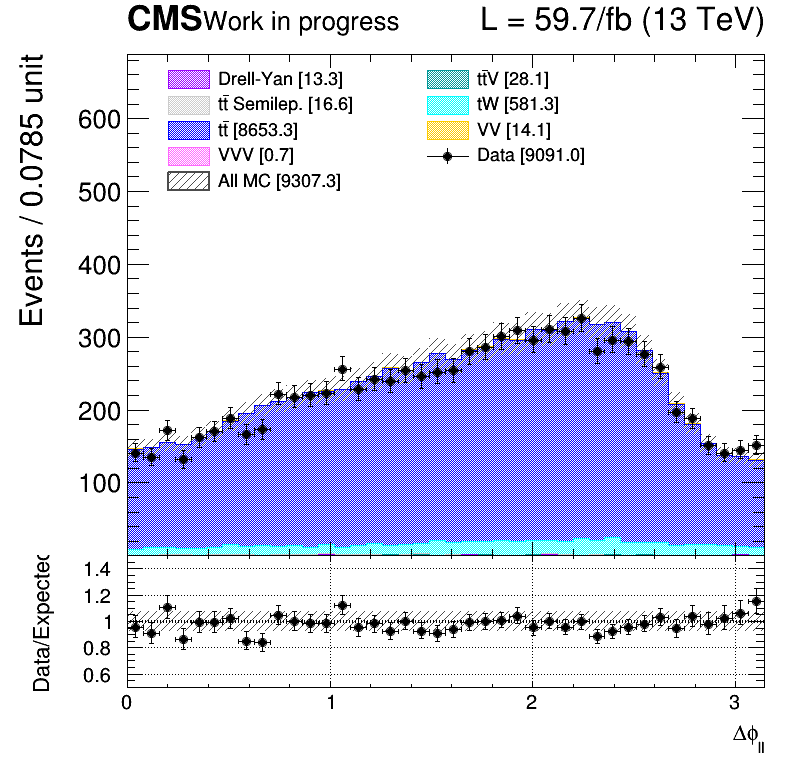 CMS Work in progress L = 59.7/fb (13 TeV)
Events / 0.0785 unit
Drell-Yan [13.3]
tt̄ Semilep. [16.6]
tt̄ [8653.3]
VVV [0.7]
All MC [9307.3]
tt̄V [28.1]
tW [581.3]
VV [14.1]
Data [9091.0]
600
500
400
300
200
100
Data/Expected
1.4
1.2
1
0.8
0.6
0 1 2 3
Δϕll